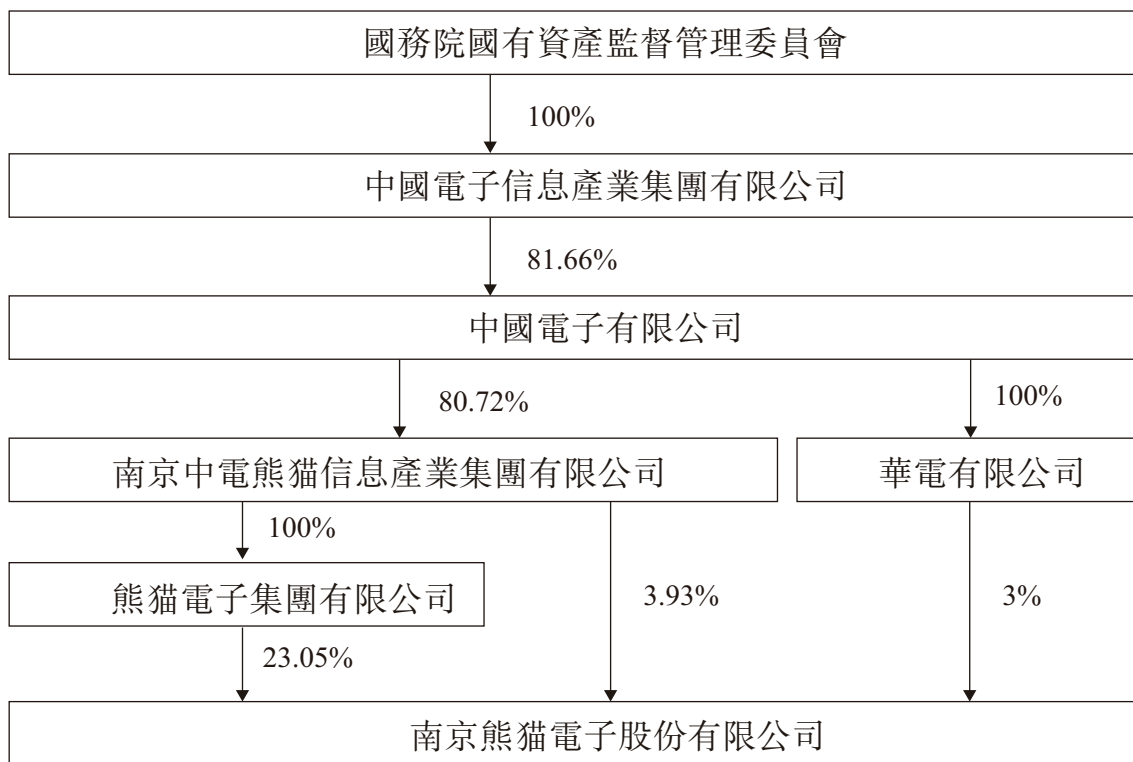 國務院國有資產監督管理委員會
100%
中國電子信息產業集團有限公司
81.66%
中國電子有限公司
80.72%
100%
南京中電熊猫信息產業集團有限公司
華電有限公司
100%
熊猫電子集團有限公司
3.93%
3%
23.05%
南京熊猫電子股份有限公司